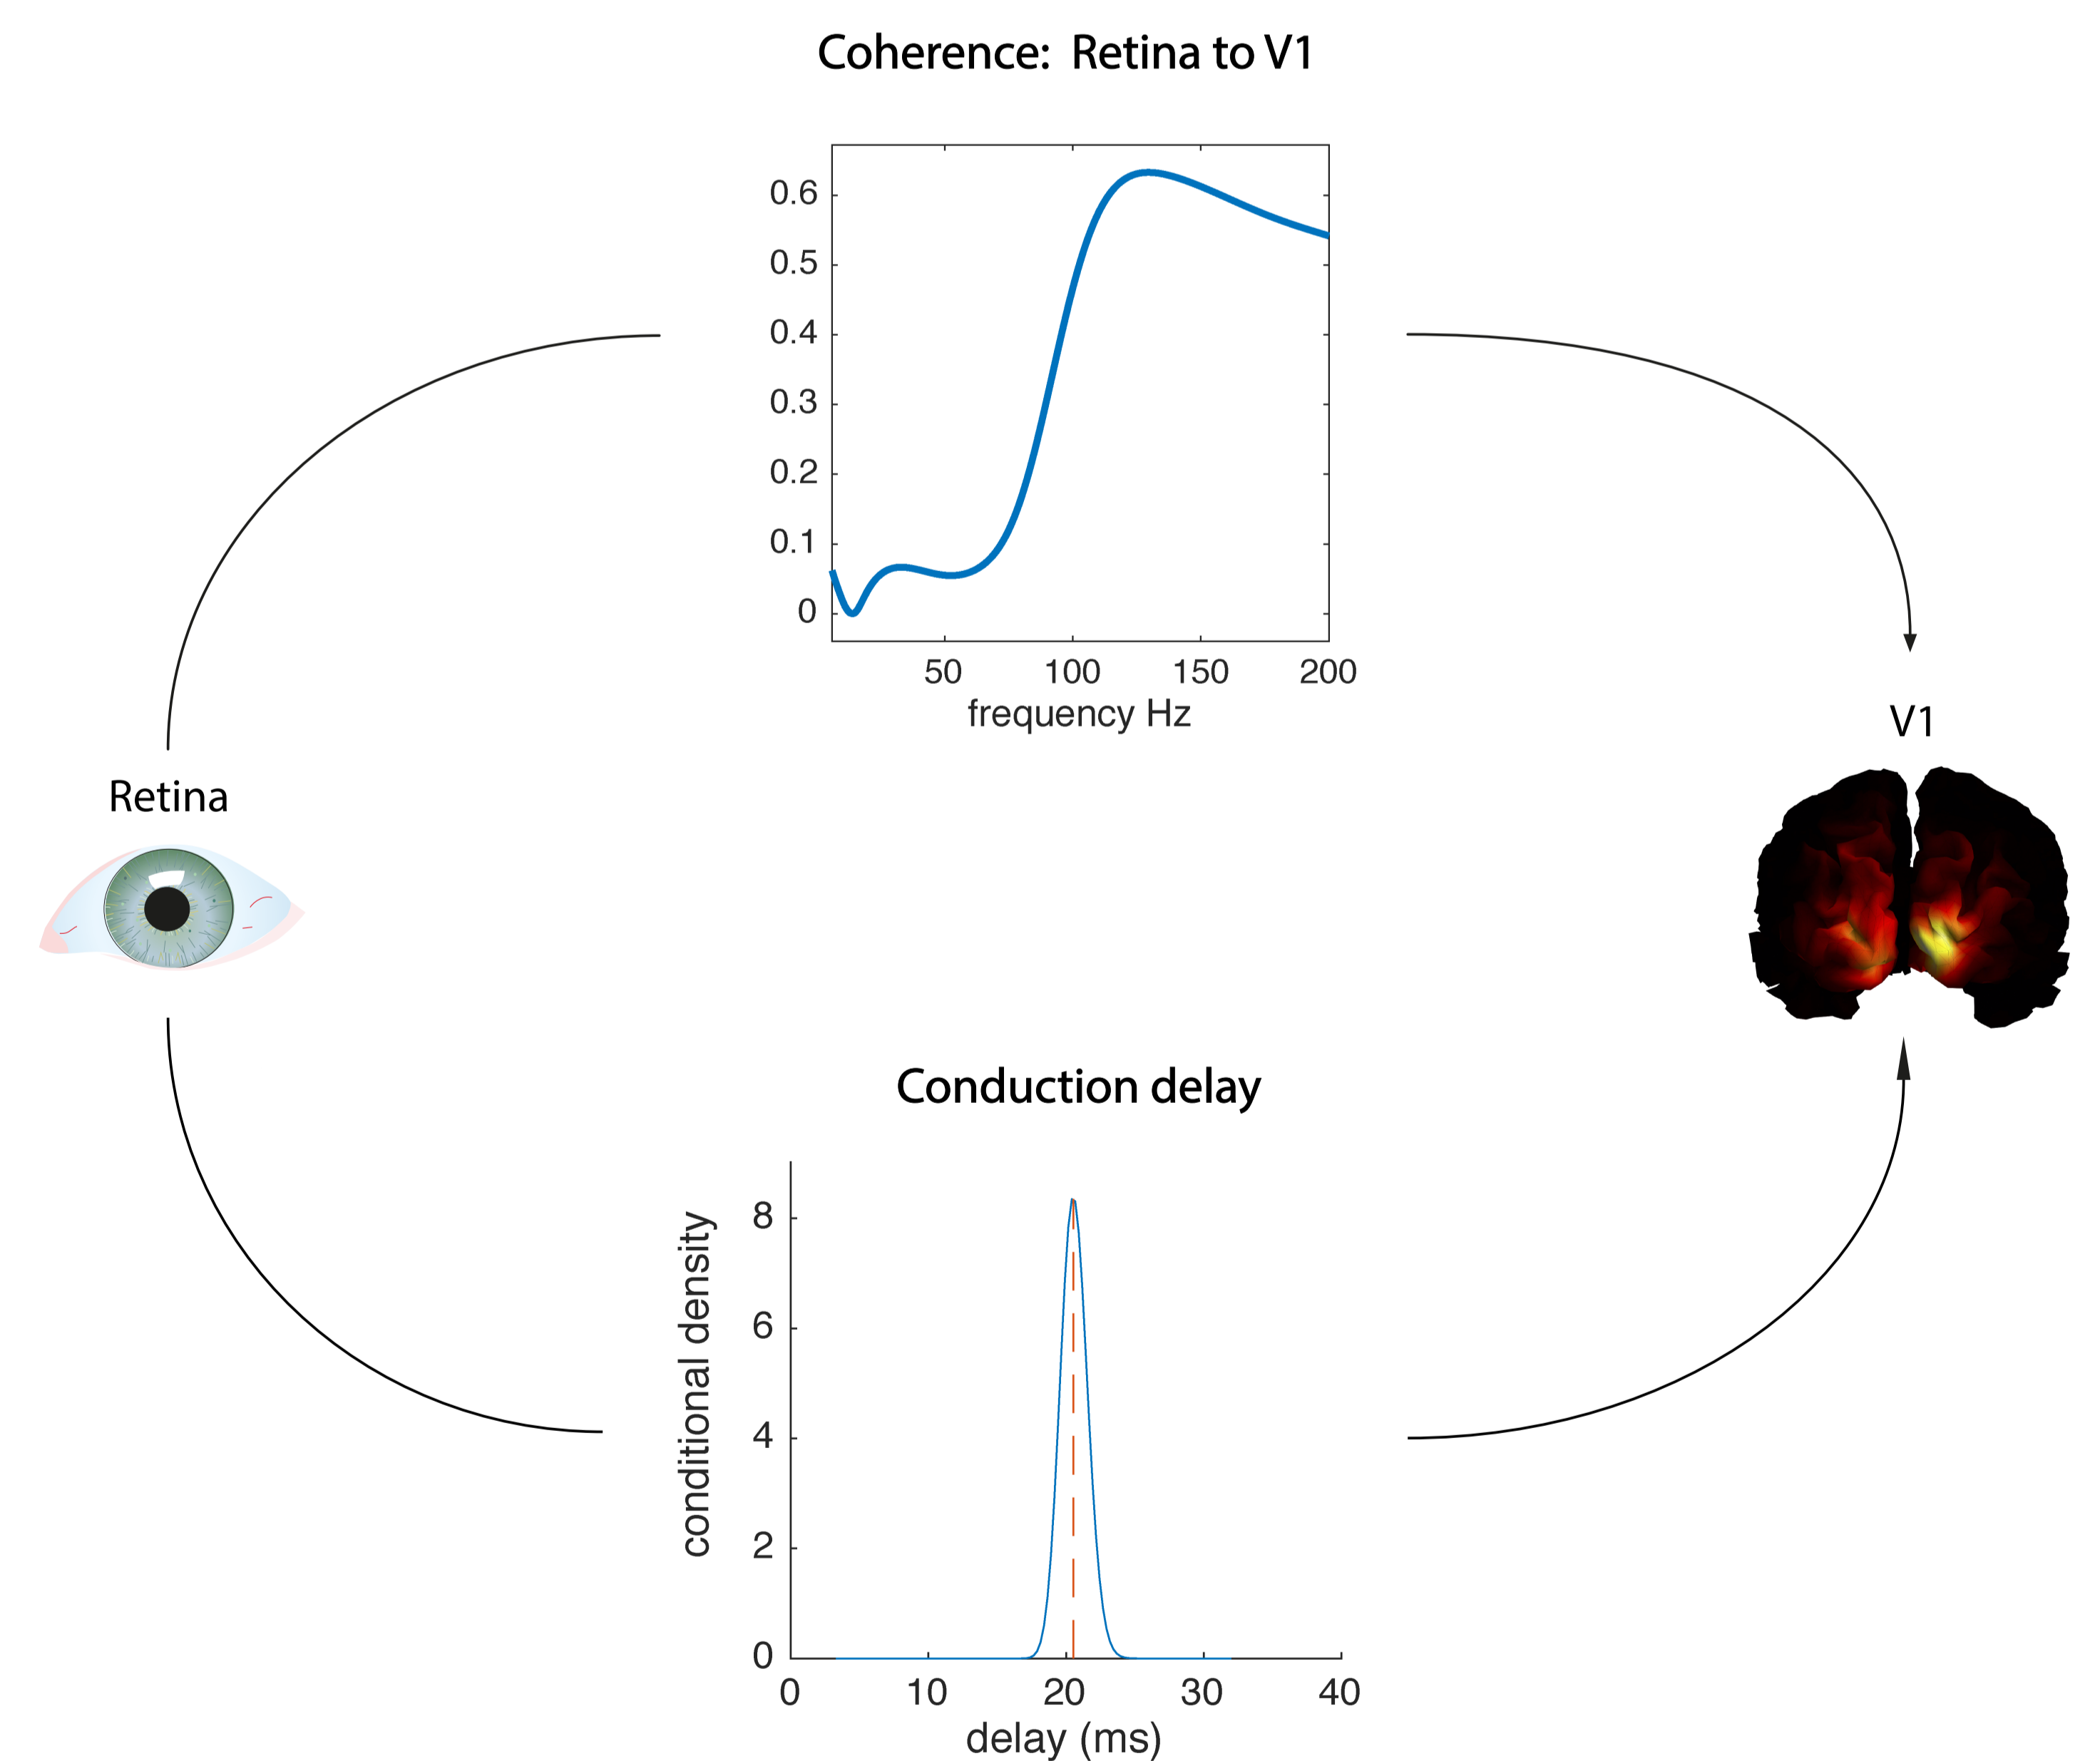 Coherence: Retina to V1
0.6
0.5
0.4
0.3
0.2
0.1
0
50 100 150 200
frequency Hz
V1
Retina
Conduction delay
conditional density
8
6
4
2
0
0 10 20 30 40
delay (ms)